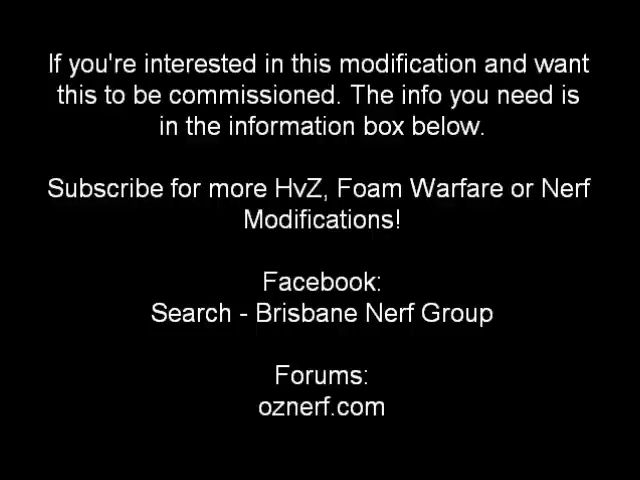 If you're interested in this modification and want
this to be commissioned. The info you need is
in the information box below.
Subscribe for more HvZ, Foam Warfare or Nerf
Modifications!
Facebook:
Search - Brisbane Nerf Group
Forums:
oznerf.com